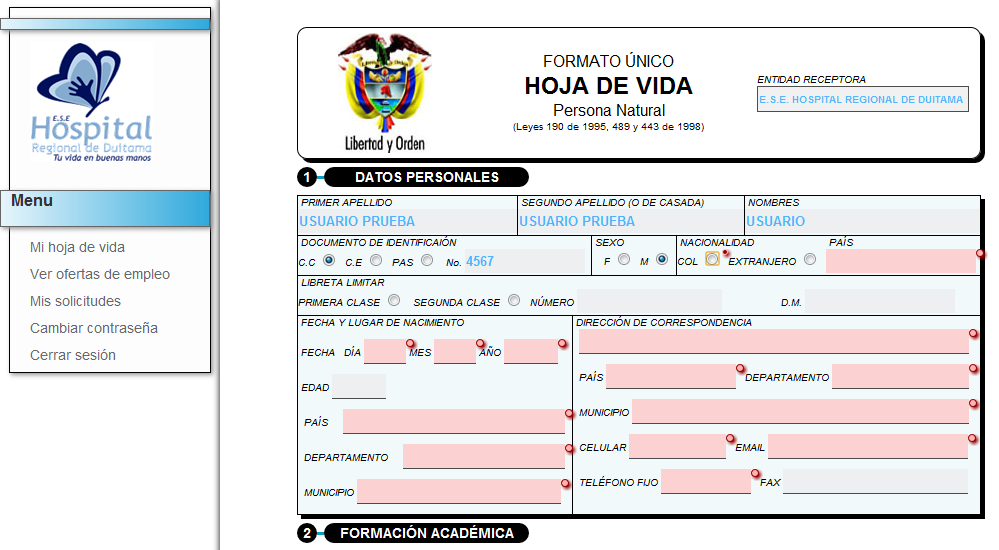 E.S.E
Hospital
Regional de Duitama
Tu vida en buenas manos
Menu
Mi hoja de vida
Ver ofertas de empleo
Mis solicitudes
Cambiar contraseña
Cerrar sesión
Libertad y Orden
FORMATO ÚNICO
HOJA DE VIDA
Persona Natural
(Leyes 190 de 1995, 489 y 443 de 1998)
ENTIDAD RECEPTORA
E.S.E. HOSPITAL REGIONAL DE DUITAMA
1 DATOS PERSONALES
PRIMER APELLIDO SEGUNDO APELLIDO (O DE CASADA) NOMBRES
USUARIO PRUEBA USUARIO PRUEBA USUARIO
DOCUMENTO DE IDENTIFICAIÓN SEXO NACIONALIDAD PAÍS
C.C C.E PAS No. 4567 F M COL EXTRANJERO
LIBRETA LIMITAR
PRIMERA CLASE SEGUNDA CLASE NÚMERO D.M.
FECHA Y LUGAR DE NACIMIENTO
FECHA DÍA MES AÑO
EDAD
PAÍS
DEPARTAMENTO
MUNICIPIO
DIRECCIÓN DE CORRESPONDENCIA
PAÍS DEPARTAMENTO
MUNICIPIO
CELULAR EMAIL
TELÉFONO FIJO FAX
2 FORMACIÓN ACADÉMICA